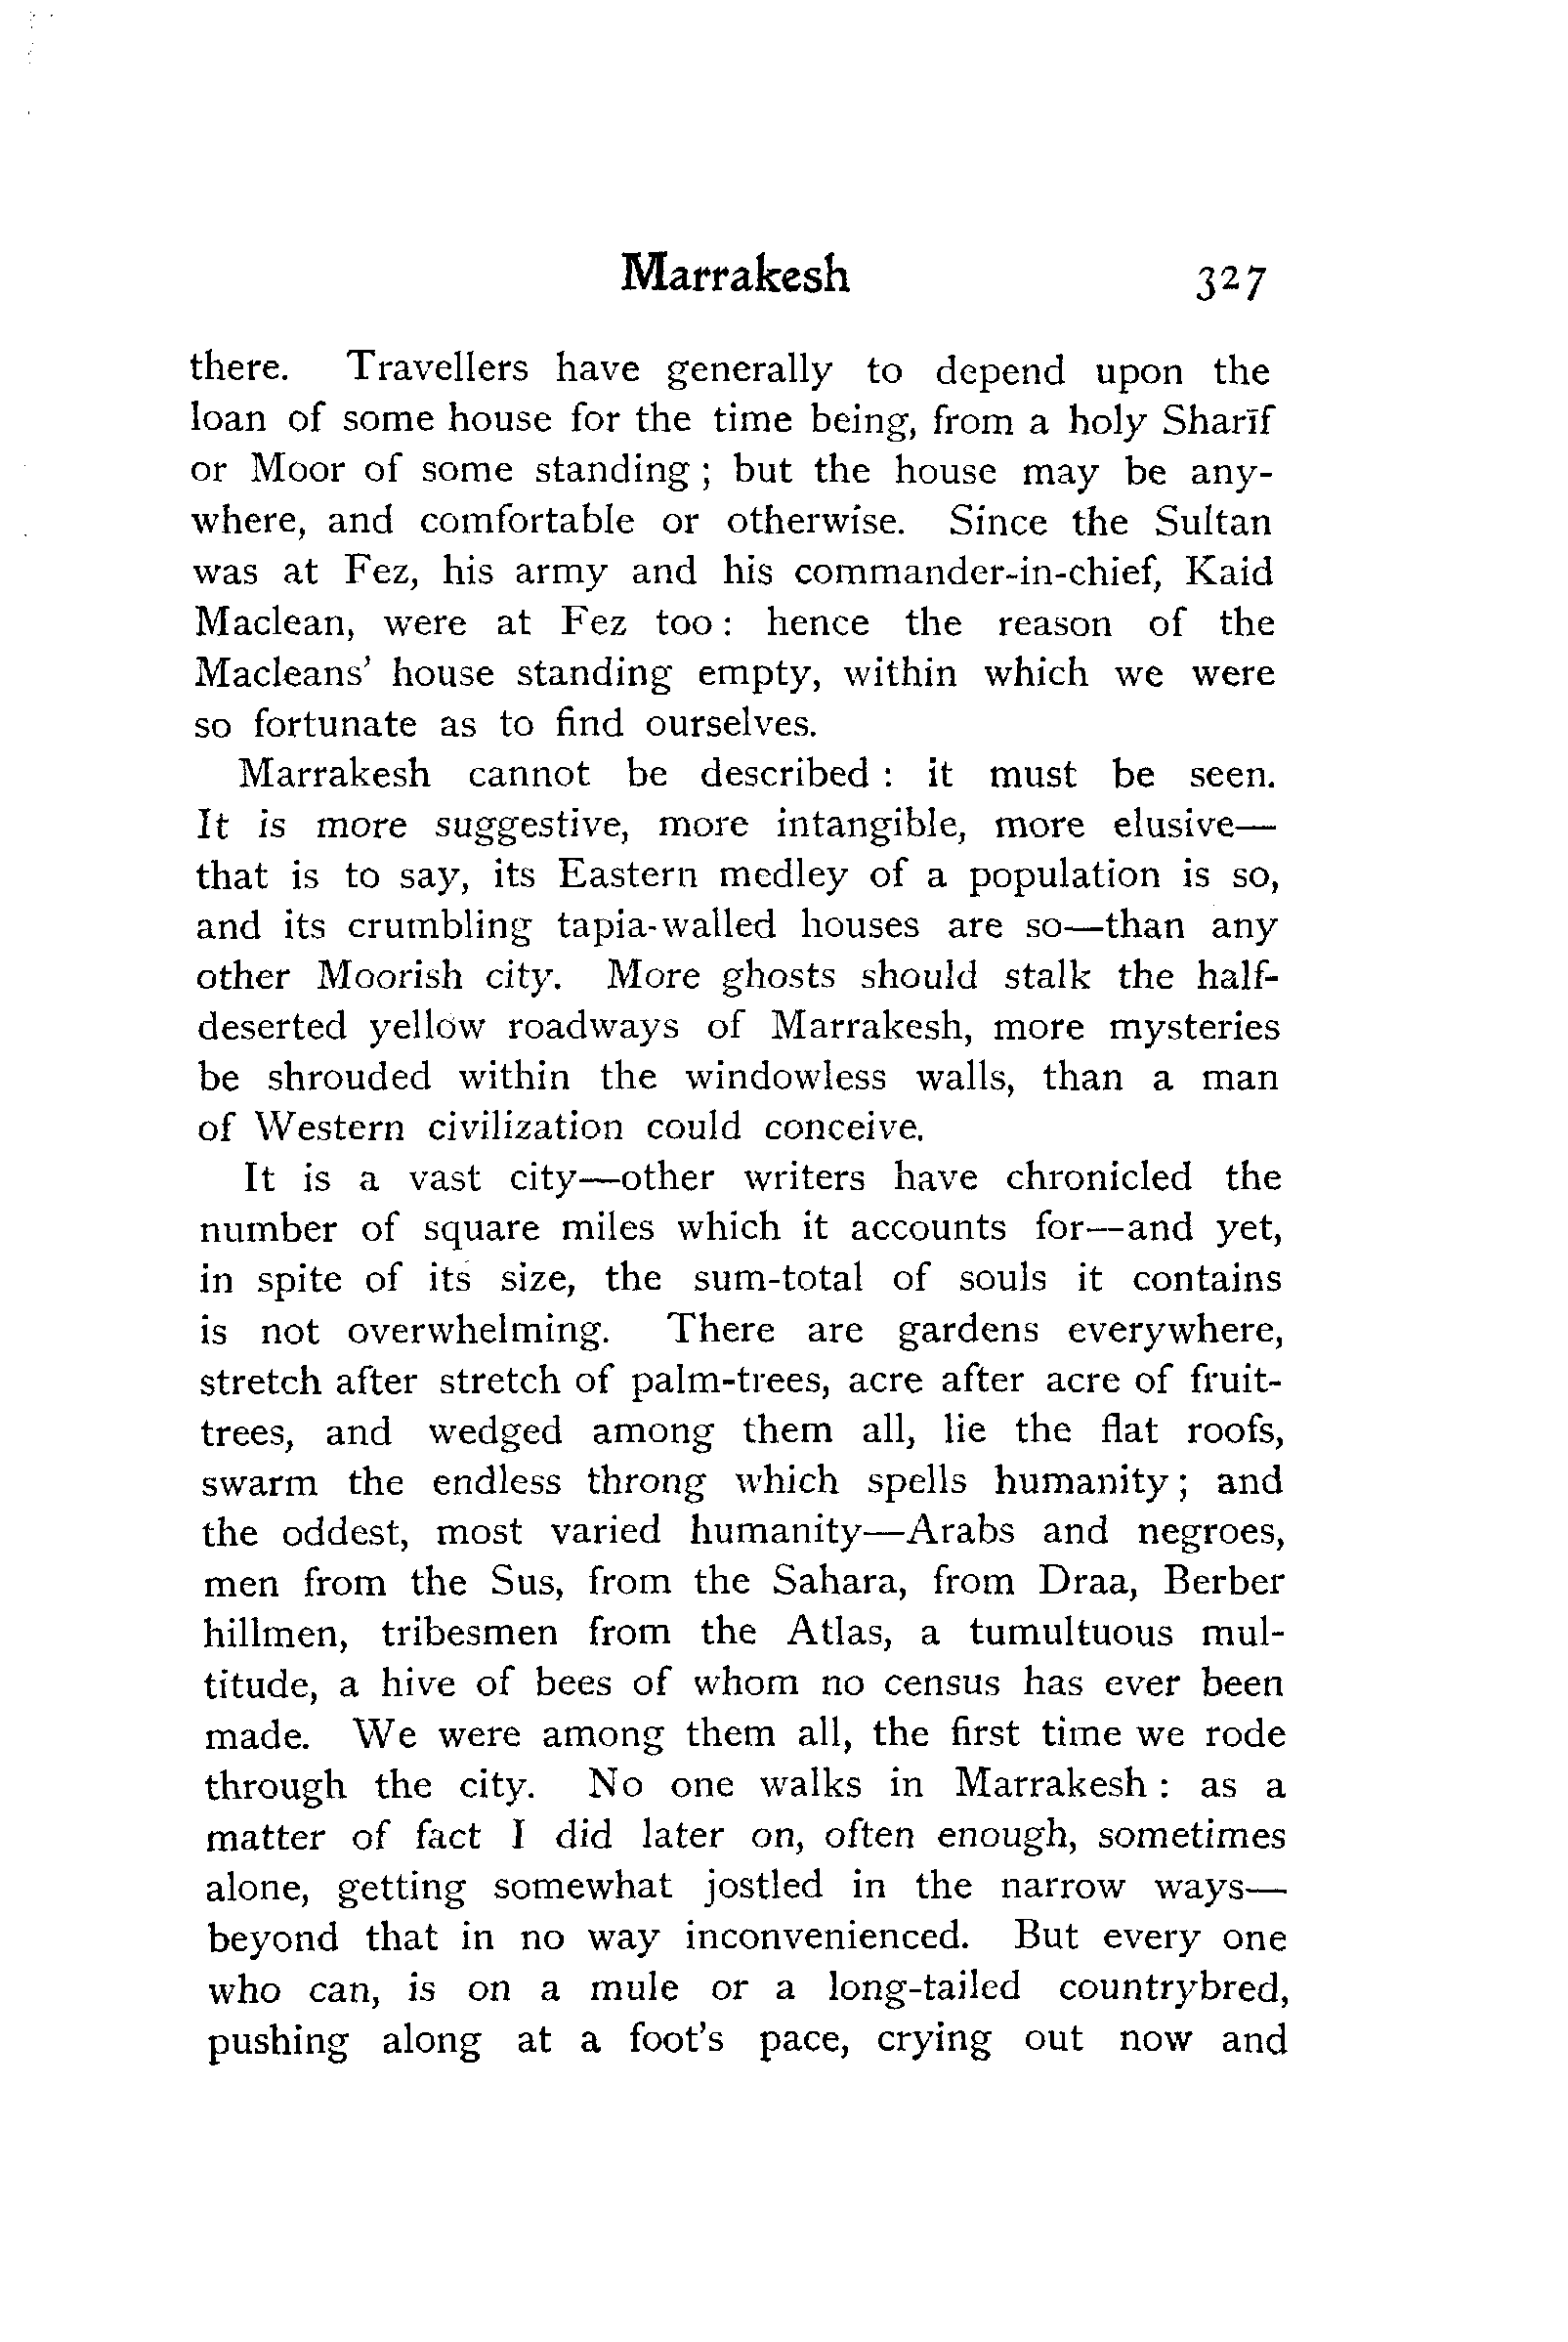 Marrakesh 327
there. Travellers have generally to depend upon the
loan of some house for the time being, from a holy Sharīf
or Moor of some standing ; but the house may be any-
where, and comfortable or otherwise. Since the Sultan
was at Fez, his army and his commander-in-chief, Kaid
Maclean, were at Fez too : hence the reason of the
Macleans’ house standing empty, within which we were
so fortunate as to find ourselves.
Marrakesh cannot be described : it must be seen.
It is more suggestive, more intangible, more elusive—
that is to say, its Eastern medley of a population is so,
and its crumbling tapia-walled houses are so—than any
other Moorish city. More ghosts should stalk the half-
deserted yellow roadways of Marrakesh, more mysteries
be shrouded within the windowless walls, than a man
of Western civilization could conceive.
It is a vast city—other writers have chronicled the
number of square miles which it accounts for—and yet,
in spite of its size, the sum-total of souls it contains
is not overwhelming. There are gardens everywhere,
stretch after stretch of palm-trees, acre after acre of fruit-
trees, and wedged among them all, lie the flat roofs,
swarm the endless throng which spells humanity ; and
the oddest, most varied humanity—Arabs and negroes,
men from the Sus, from the Sahara, from Draa, Berber
hillmen, tribesmen from the Atlas, a tumultuous mul-
titude, a hive of bees of whom no census has ever been
made. We were among them all, the first time we rode
through the city. No one walks in Marrakesh : as a
matter of fact I did later on, often enough, sometimes
alone, getting somewhat jostled in the narrow ways—
beyond that in no way inconvenienced. But every one
who can, is on a mule or a long-tailed countrybred,
pushing along at a foot’s pace, crying out now and